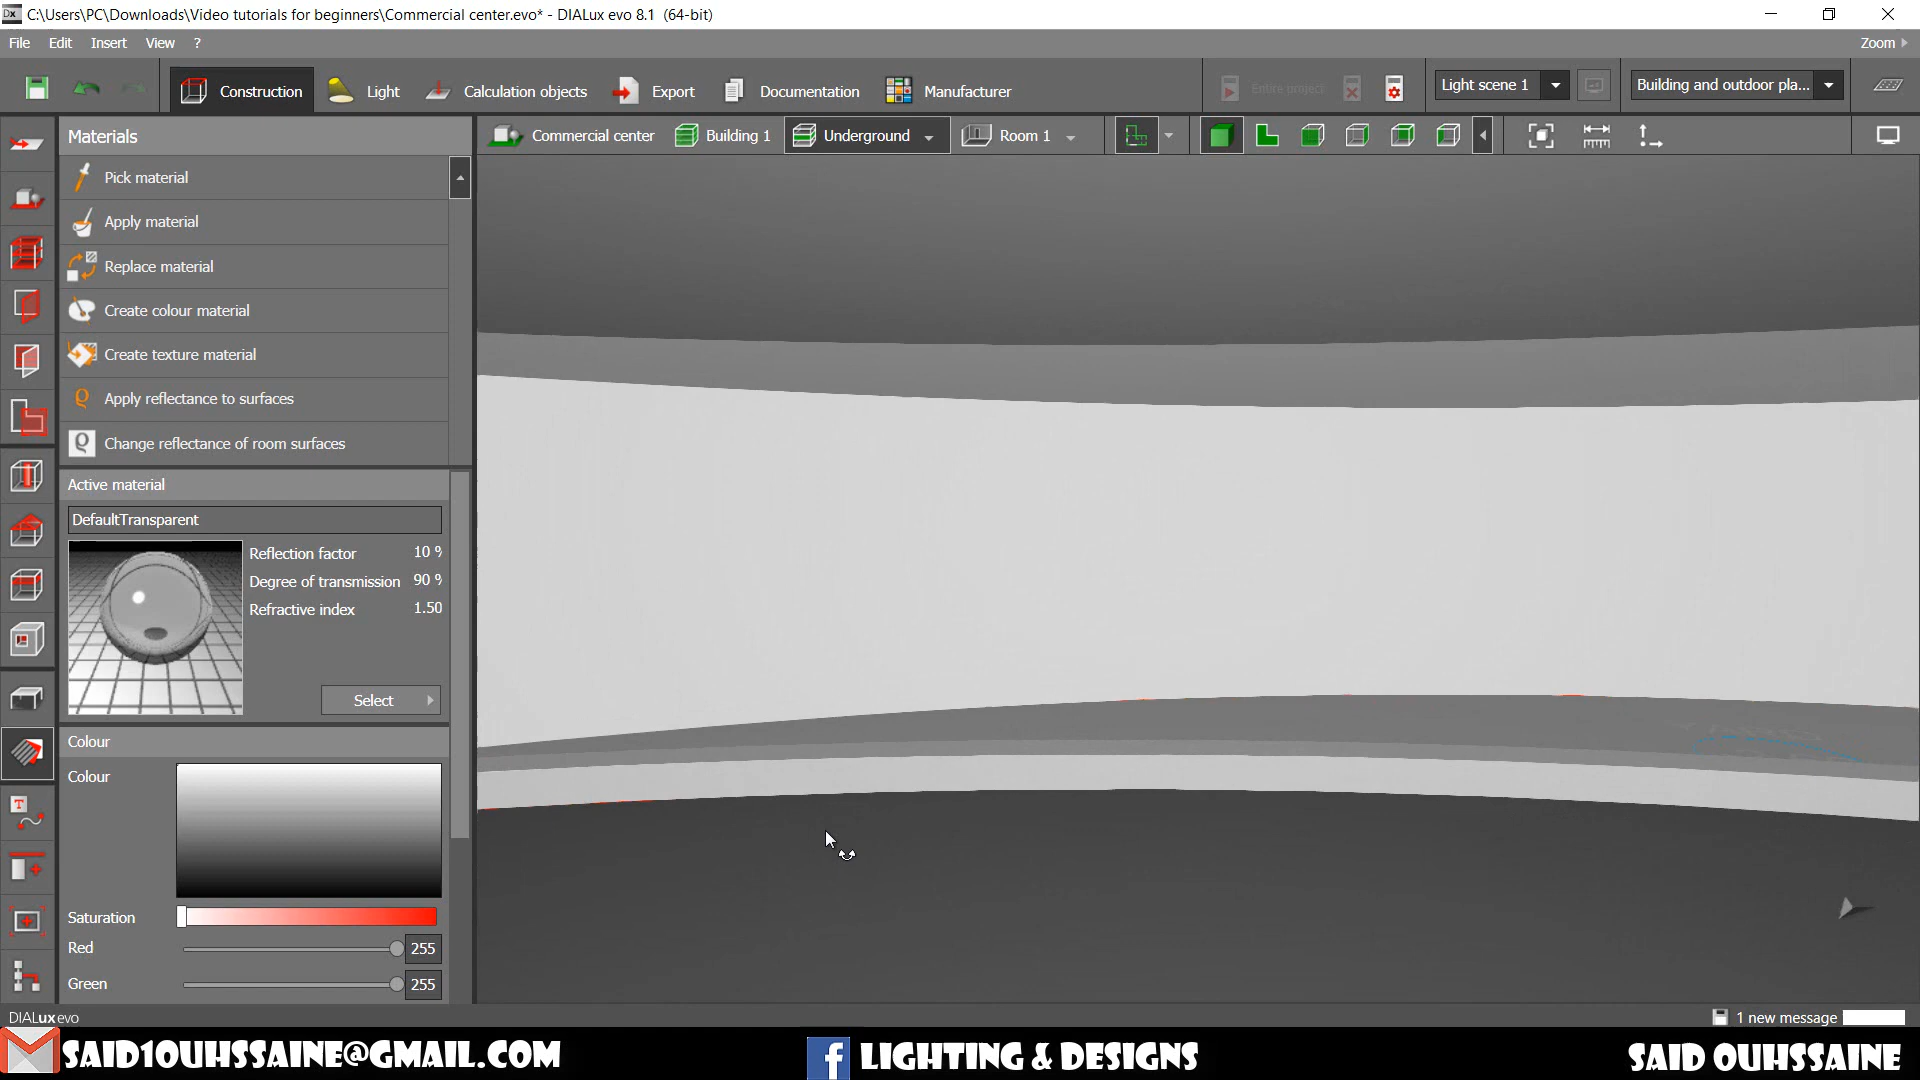 C:\Users\PC\Downloads\Video tutorials for beginners\Commercial center.evo* - DIALux evo 8.1 (64-bit)
File Edit Insert View ? Zoom
Construction Light Calculation objects Export Documentation Manufacturer Entire project Light scene 1 Building and outdoor pla...
Materials Commercial center Building 1 Underground Room 1
Pick material
Apply material
Replace material
Create colour material
Create texture material
Apply reflectance to surfaces
Change reflectance of room surfaces
Active material
DefaultTransparent
Reflection factor 10 %
Degree of transmission 90 %
Refractive index 1.50
Select
Colour
Colour
Saturation
Red 255
Green 255
DIALux evo 1 new message
SAID1OUHSSAINE@GMAIL.COM LIGHTING & DESIGNS SAID OUHSSAINE